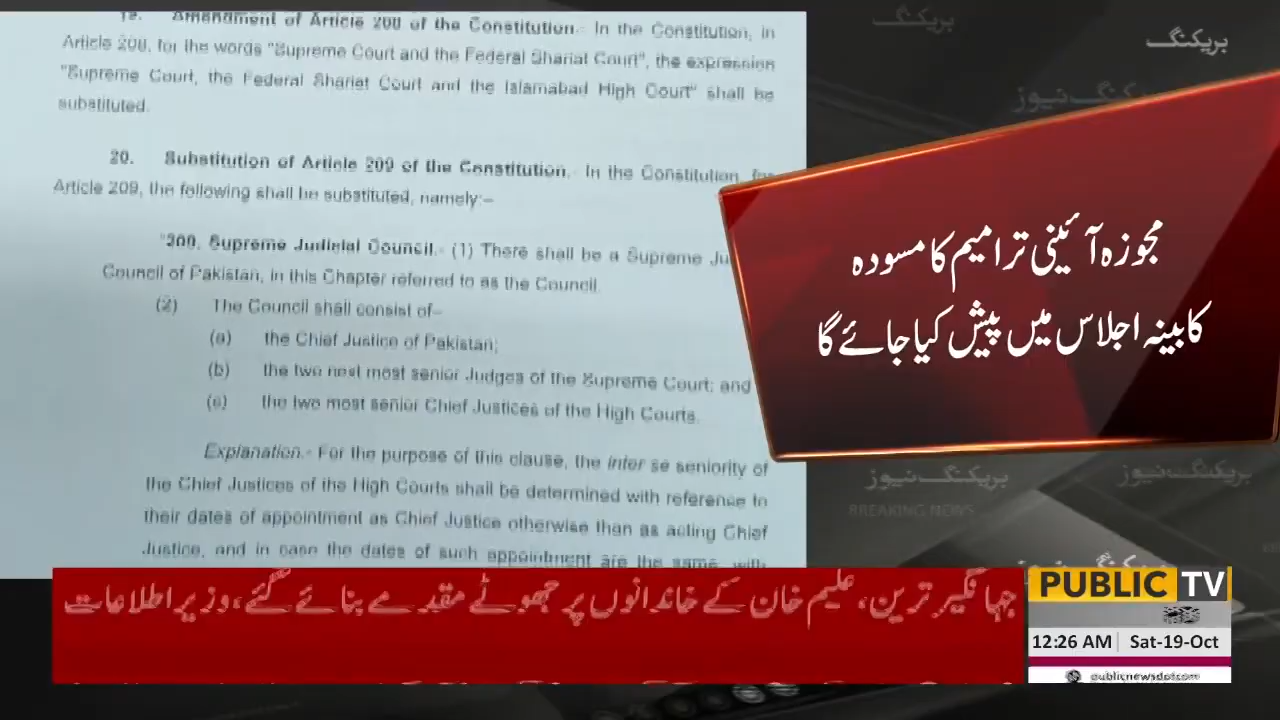 19. Amendment of Article 208 of the Constitution.- In the Constitution, in
Article 208, for the words "Supreme Court and the Federal Shariat Court", the expression
"Supreme Court, the Federal Shariat Court and the Islamabad High Court" shall be
substituted.
20. Substitution of Article 209 of the Constitution.- In the Constitution, for
Article 209, the following shall be substituted, namely:–
"209. Supreme Judicial Council.- (1) There shall be a Supreme
Council of Pakistan, in this Chapter referred to as the Council.
(2) The Council shall consist of–
(a) the Chief Justice of Pakistan;
(b) the two next most senior Judges of the Supreme Court; and
(c) the two most senior Chief Justices of the High Courts.
Explanation.- For the purpose of this clause, the inter se seniority of
the Chief Justices of the High Courts shall be determined with reference to
their dates of appointment as Chief Justice otherwise than as acting Chief
Justice, and in case the dates of such appointment are the same, with
بریکنگ
بریکنگ
بریکنگ نیوز
مجوزہ آئینی ترامیم کا مسودہ
کابینہ اجلاس میں پیش کیا جائے گا
بریکنگ نیوز
بریکنگ نیوز
BREAKING NEWS
جہانگیر ترین، علیم خان کے خاندانوں پر جھوٹے مقدمے بنائے گئے، وزیر اطلاعات
PUBLIC TV
12:26 AM Sat-19-Oct
publicnewsdotcom